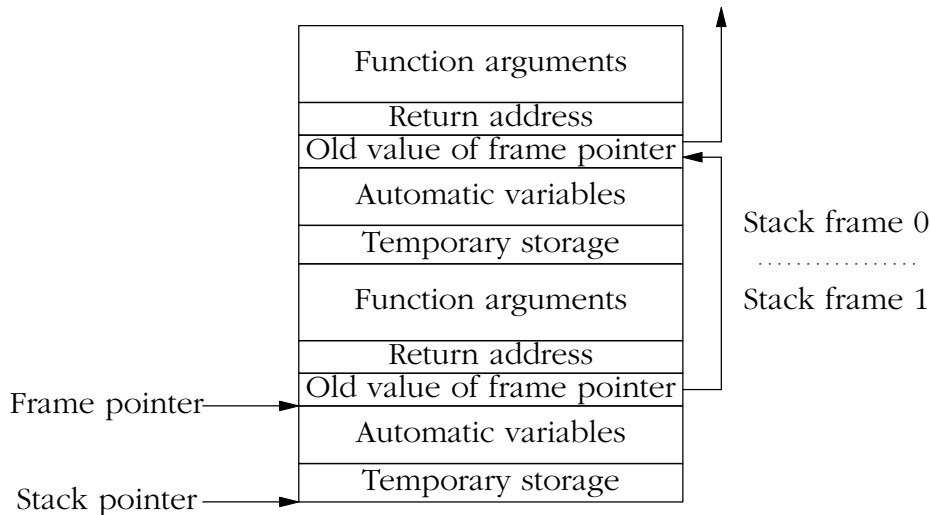 Function arguments
Return address
Old value of frame pointer
Automatic variables
Stack frame 0
Temporary storage
Function arguments
Stack frame 1
Return address
Old value of frame pointer
Frame pointer
Automatic variables
Temporary storage
Stack pointer